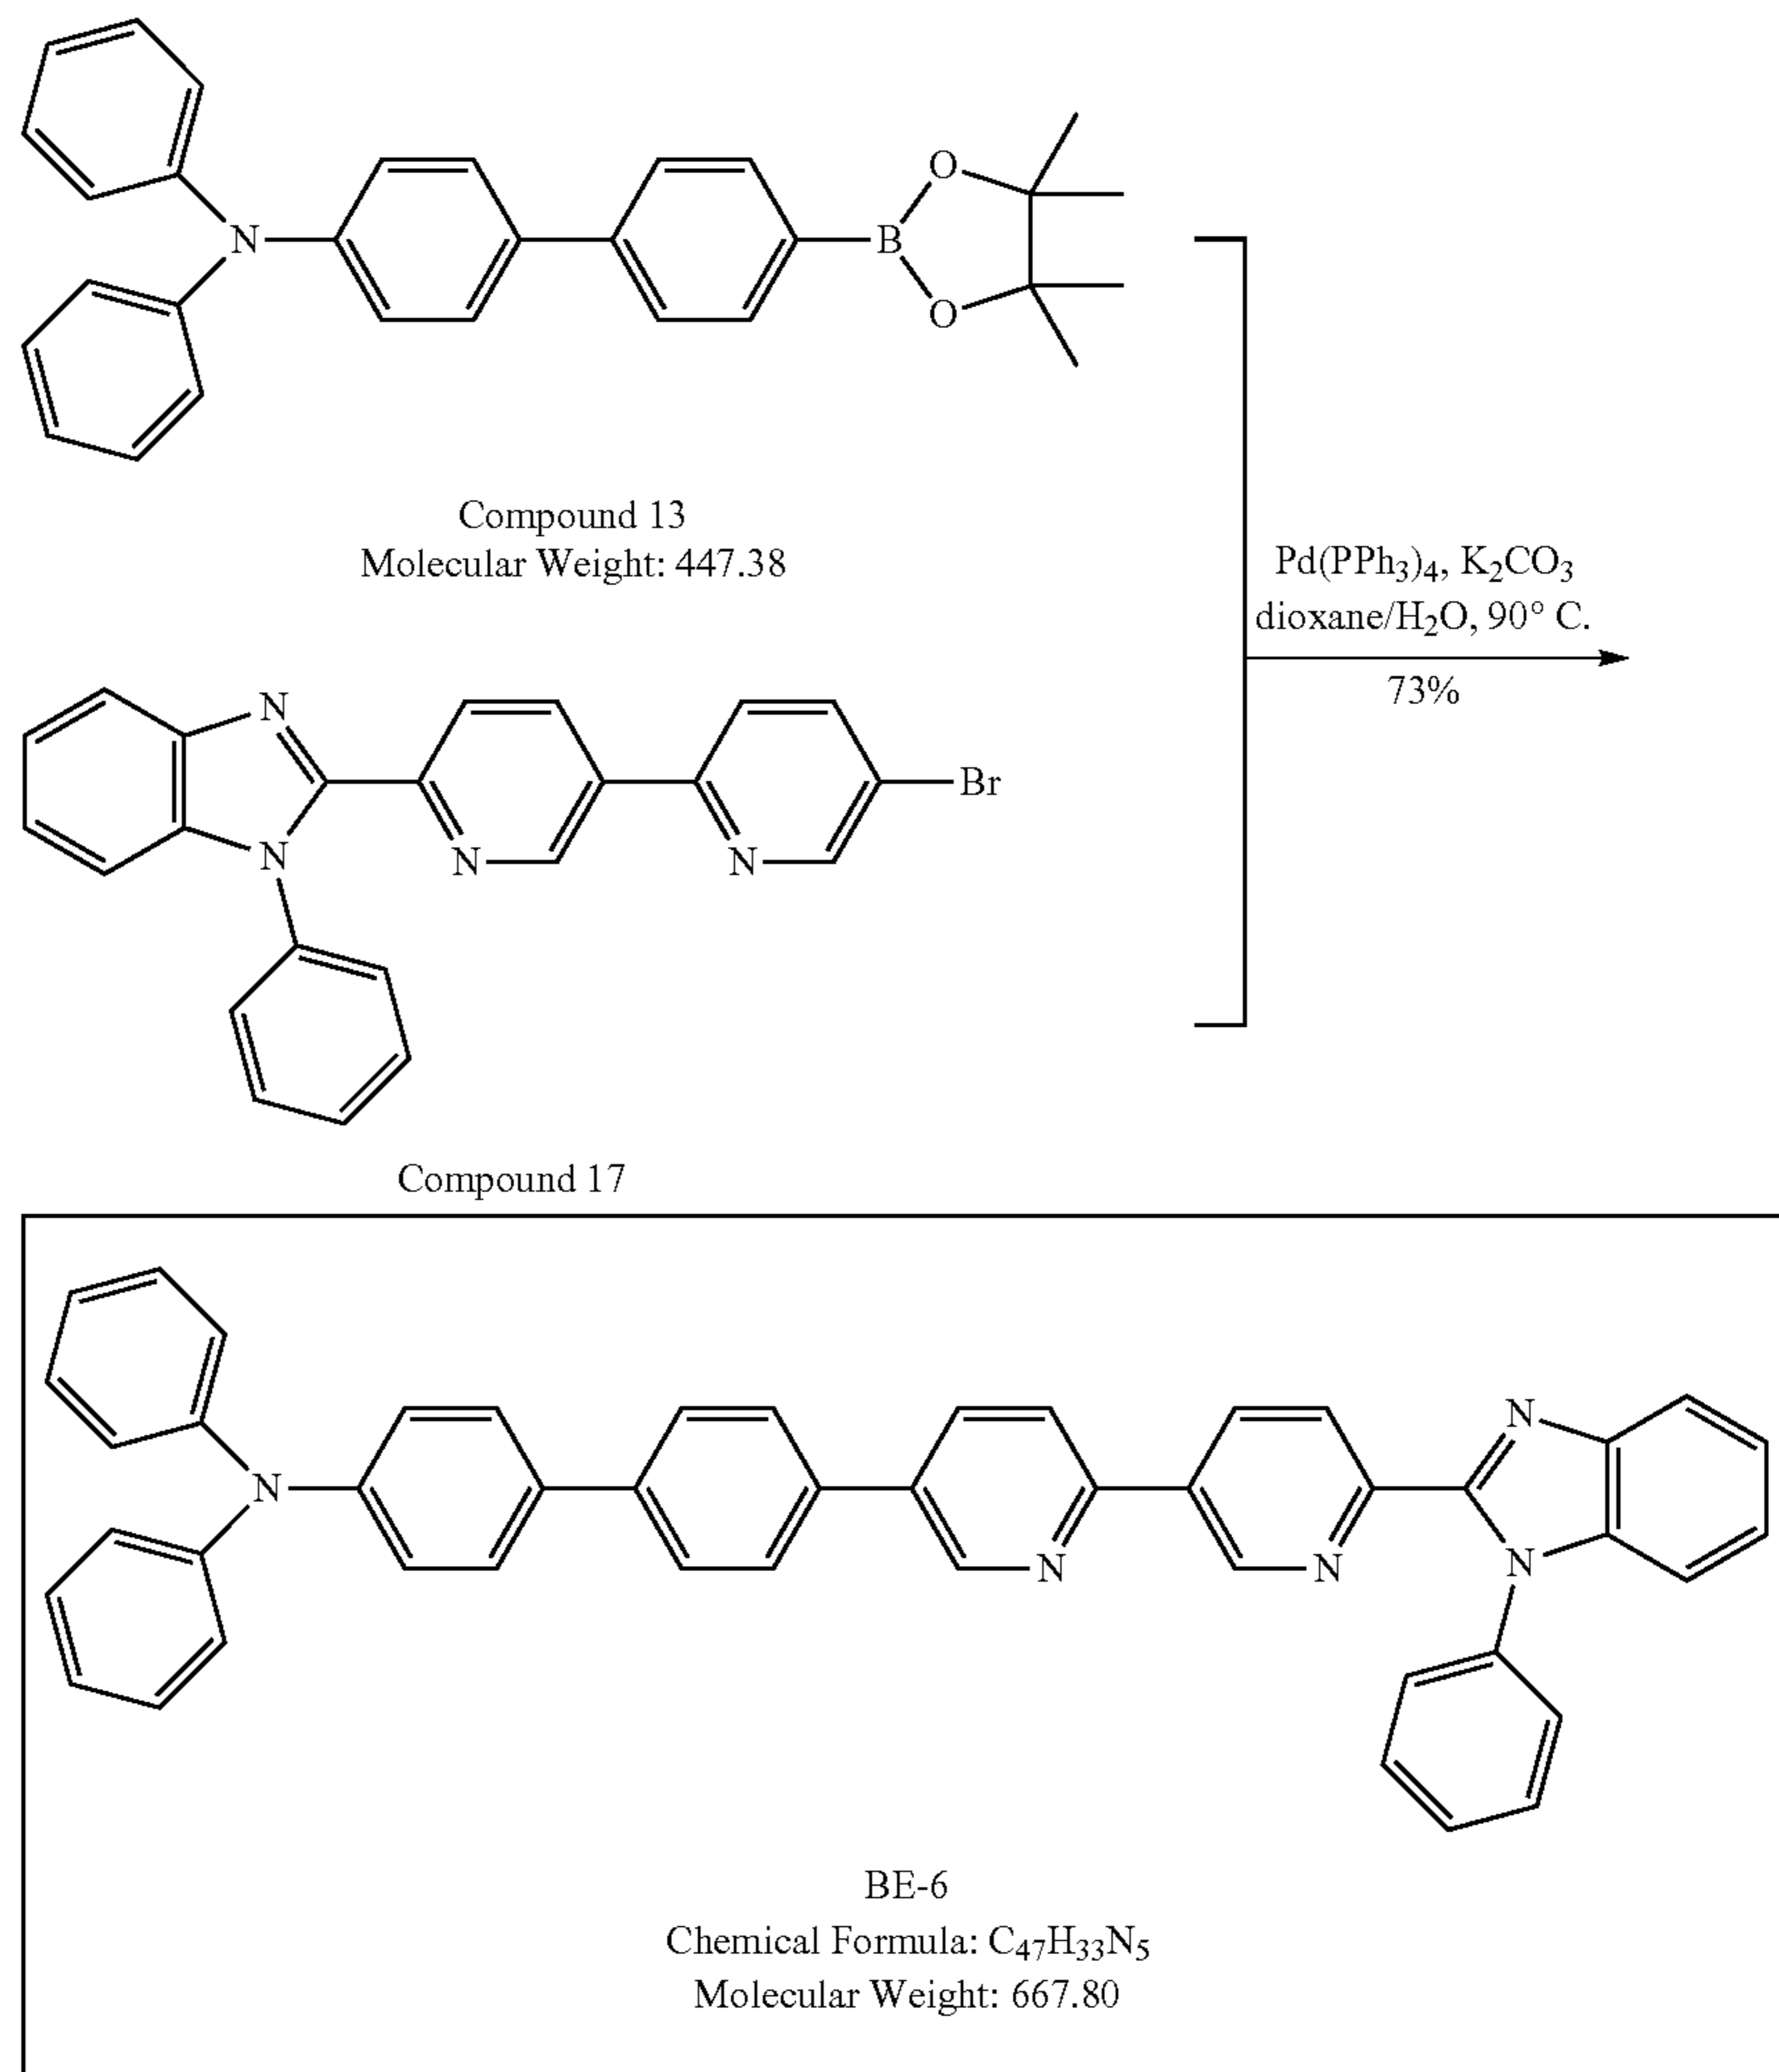 N
B
O
O
Compound 13
Molecular Weight: 447.38
Pd(PPh3)4, K2CO3
dioxane/H2O, 90° C.
73%
N
N
N
N
Br
Compound 17
N
N
N
N
N
BE-6
Chemical Formula: C47H33N5
Molecular Weight: 667.80